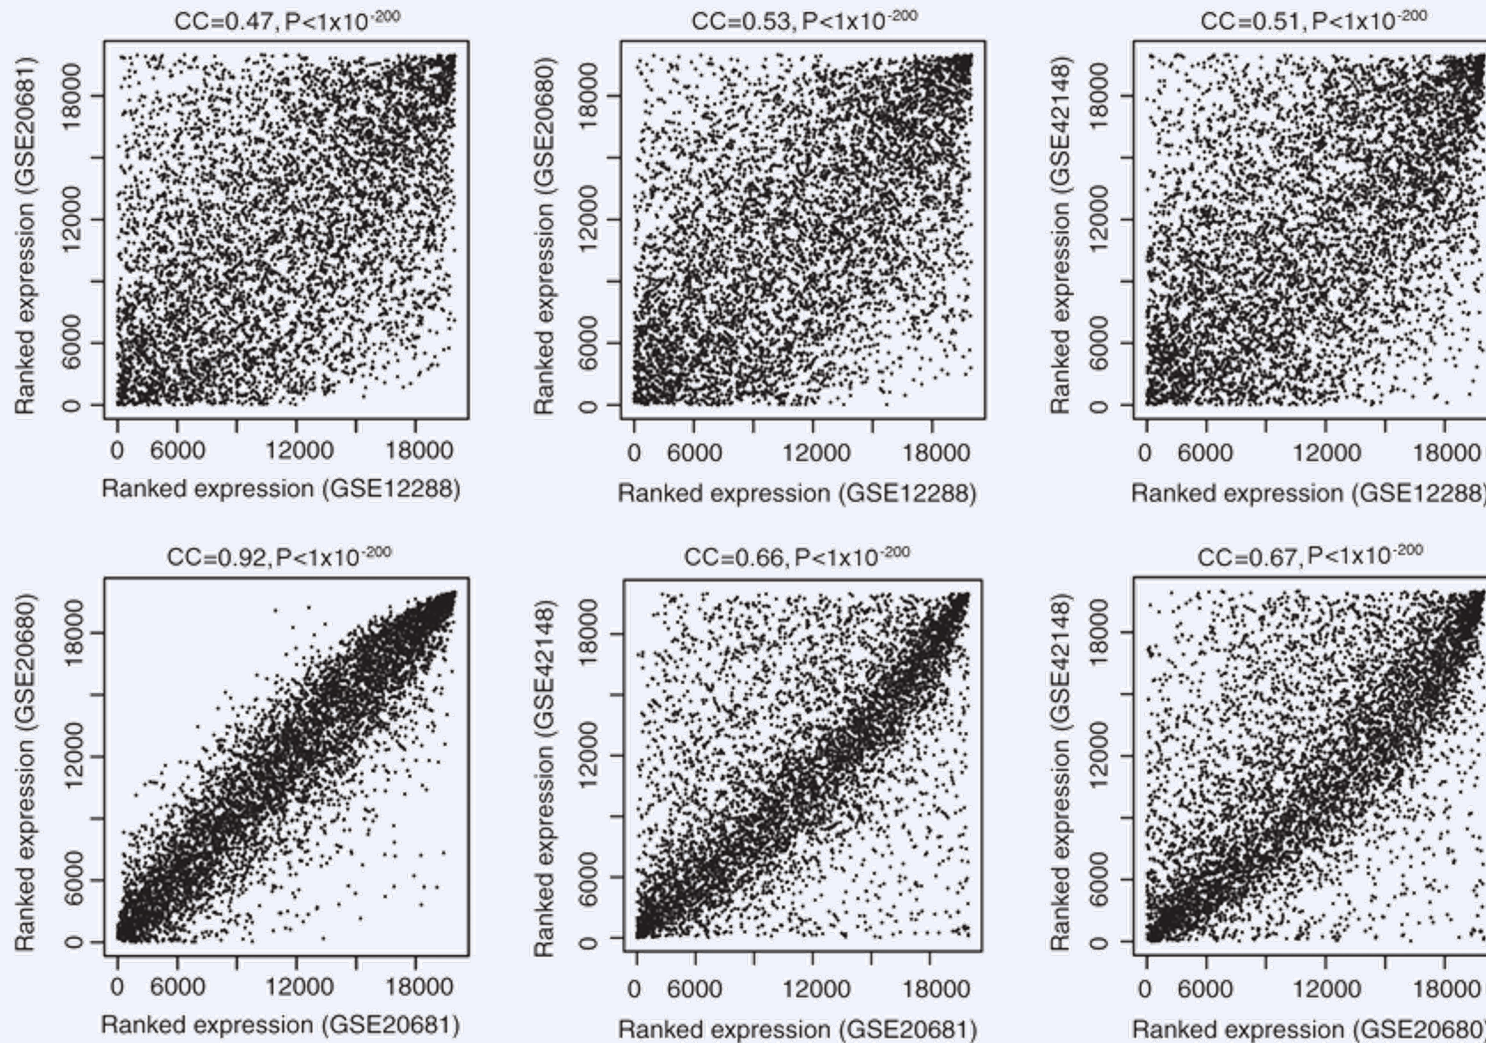 CC=0.47, P<1x10-200
CC=0.53, P<1x10-200
CC=0.51, P<1x10-200
Ranked expression (GSE20681)
18000
12000
6000
0
0 6000 12000 18000
Ranked expression (GSE12288)
Ranked expression (GSE20680)
18000
12000
6000
0
0 6000 12000 18000
Ranked expression (GSE12288)
Ranked expression (GSE42148)
18000
12000
6000
0
0 6000 12000 18000
Ranked expression (GSE12288)
CC=0.92, P<1x10-200
CC=0.66, P<1x10-200
CC=0.67, P<1x10-200
Ranked expression (GSE20680)
18000
12000
6000
0
0 6000 12000 18000
Ranked expression (GSE20681)
Ranked expression (GSE42148)
18000
12000
6000
0
0 6000 12000 18000
Ranked expression (GSE20681)
Ranked expression (GSE42148)
18000
12000
6000
0
0 6000 12000 18000
Ranked expression (GSE20680)